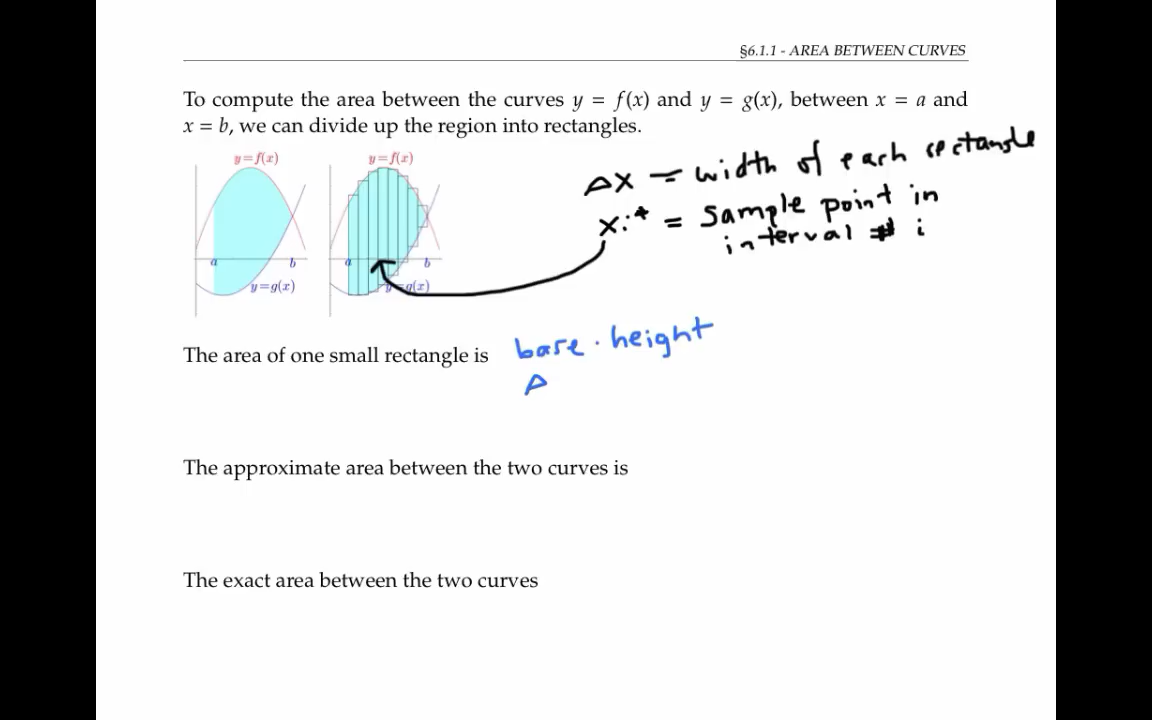 §6.1.1 - AREA BETWEEN CURVES
To compute the area between the curves y = f(x) and y = g(x), between x = a and
x = b, we can divide up the region into rectangles.
y=f(x) y=f(x)
Δx = width of each rectangle
xi* = sample point in
interval # i
a b a b
y=g(x) y=g(x)
The area of one small rectangle is base · height
Δ
The approximate area between the two curves is
The exact area between the two curves